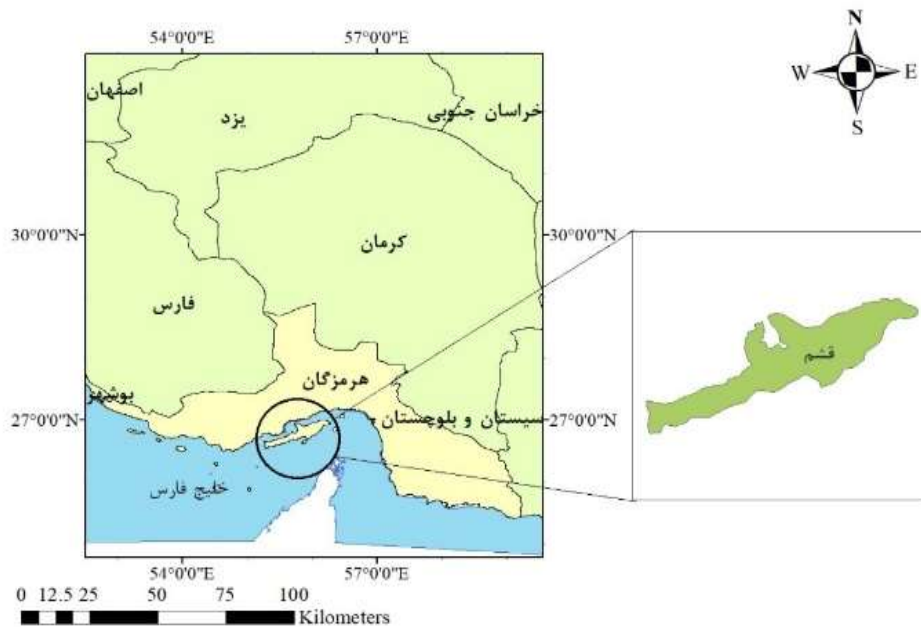 54°0'0"E
57°0'0"E
N
W
E
S
اصفهان
یزد
خراسان جنوبی
30°0'0"N
30°0'0"N
کرمان
فارس
قشم
هرمزگان
بوشهر
27°0'0"N
سیستان و بلوچستان
27°0'0"N
خلیج فارس
54°0'0"E
57°0'0"E
0 12.5 25 50 75 100
Kilometers